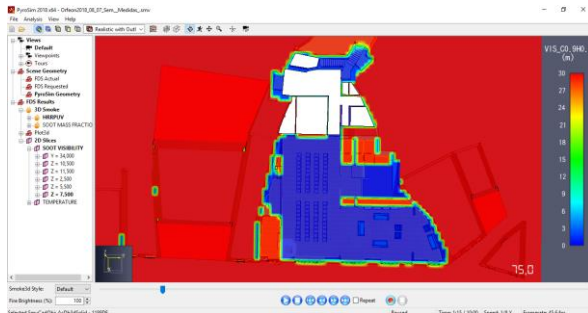 PyroSim 2018 x64 - Orfeon2018_08_07_Sem_Medidas_.smv
File Analysis View Help
Realistic with Outl
Views
Default
Viewpoints
Tours
Scene Geometry
FDS Actual
FDS Requested
PyroSim Geometry
FDS Results
3D Smoke
HRRPUV
SOOT MASS FRACTIO
Plot3d
2D Slices
SOOT VISIBILITY
Y = 34,000
Z = 10,500
Z = 11,500
Z = 2,500
Z = 5,500
Z = 7,500
TEMPERATURE
(m)
30
27
24
21
18
15
12
9
6
3
0
75,0
Smoke3d Style: Default
Fire Brightness (%): 100
Repeat
Paused